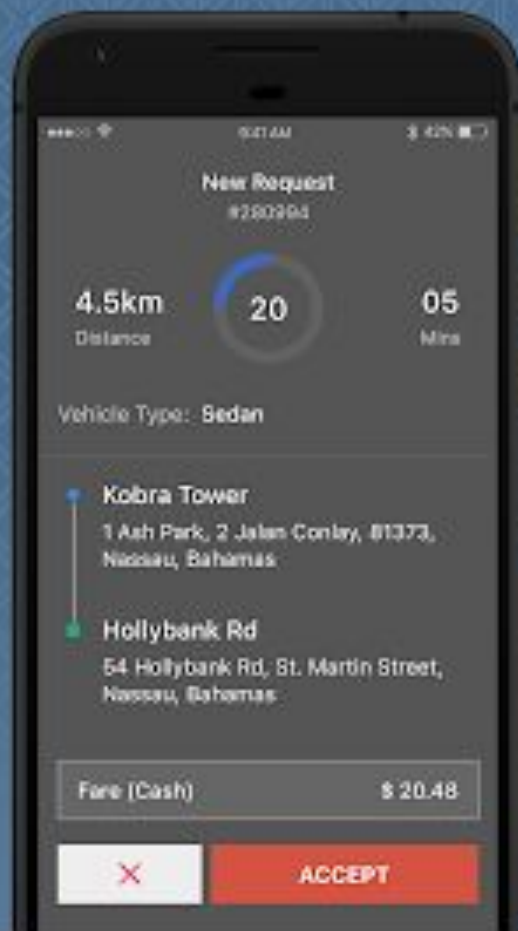 9:41 AM
42%
New Request
#280994
4.5km
Distance
20
05
Mins
Vehicle Type: Sedan
Kobra Tower
1 Ash Park, 2 Jalan Conlay, 81373,
Nassau, Bahamas
Hollybank Rd
54 Hollybank Rd, St. Martin Street,
Nassau, Bahamas
Fare (Cash) $ 20.48
ACCEPT